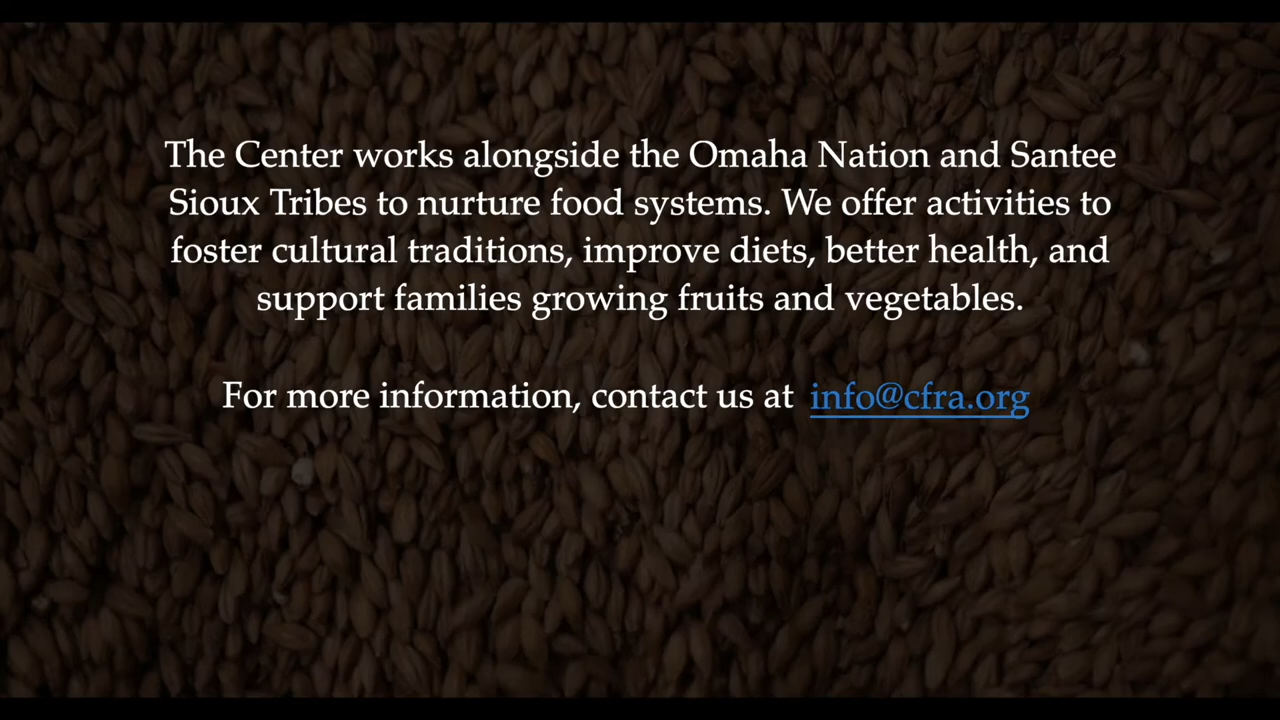 The Center works alongside the Omaha Nation and Santee
Sioux Tribes to nurture food systems. We offer activities to
foster cultural traditions, improve diets, better health, and
support families growing fruits and vegetables.
For more information, contact us at info@cfra.org